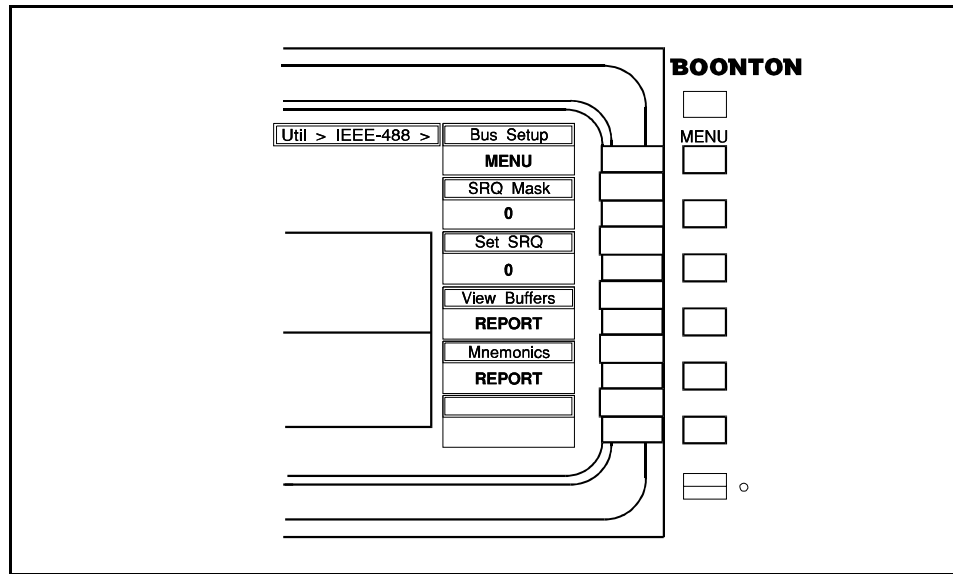 BOONTON
Util > IEEE-488 >
Bus Setup
MENU
MENU
SRQ Mask
0
Set SRQ
0
View Buffers
REPORT
Mnemonics
REPORT